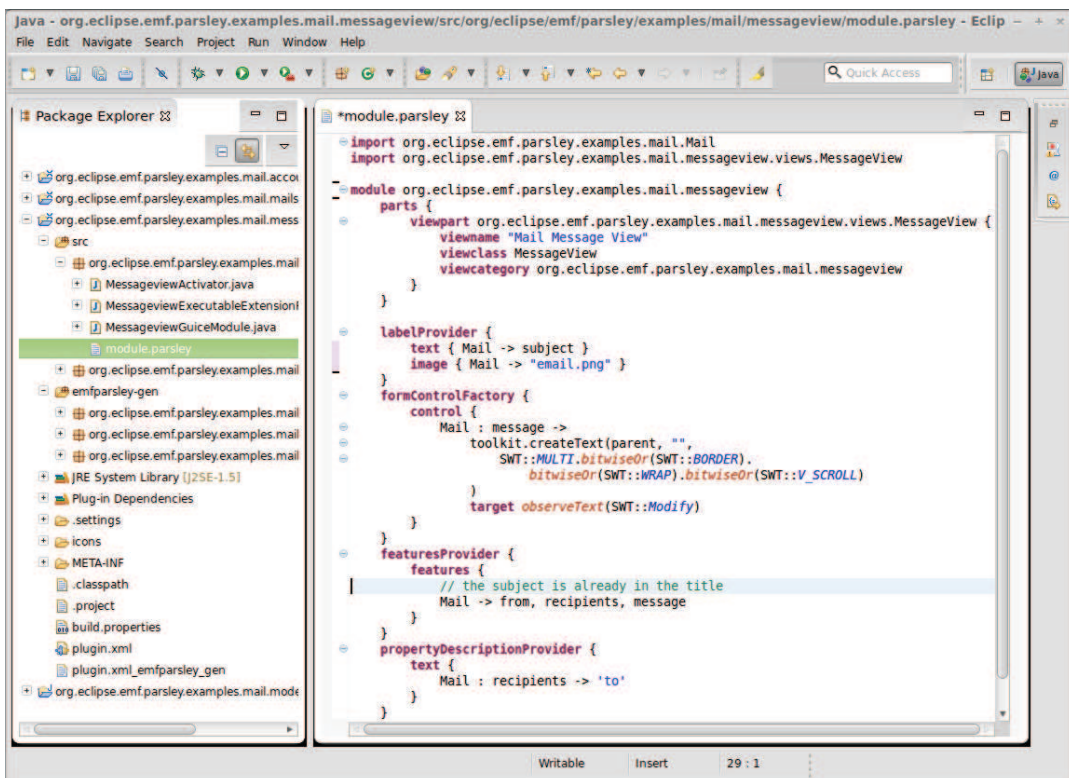 Java - org.eclipse.emf.parsley.examples.mail.messageview/src/org/eclipse/emf/parsley/examples/mail/messageview/module.parsley - Eclip
File Edit Navigate Search Project Run Window Help
Quick Access
Java
Package Explorer
org.eclipse.emf.parsley.examples.mail.accou
org.eclipse.emf.parsley.examples.mail.mails
org.eclipse.emf.parsley.examples.mail.mess
src
org.eclipse.emf.parsley.examples.mail
MessageviewActivator.java
MessageviewExecutableExtensionF
MessageviewGuiceModule.java
module.parsley
org.eclipse.emf.parsley.examples.mail
emfparsley-gen
org.eclipse.emf.parsley.examples.mail
org.eclipse.emf.parsley.examples.mail
org.eclipse.emf.parsley.examples.mail
JRE System Library [J2SE-1.5]
Plug-in Dependencies
.settings
icons
META-INF
.classpath
.project
build.properties
plugin.xml
plugin.xml_emfparsley_gen
org.eclipse.emf.parsley.examples.mail.mode
*module.parsley
import org.eclipse.emf.parsley.examples.mail.Mail
import org.eclipse.emf.parsley.examples.mail.messageview.views.MessageView
module org.eclipse.emf.parsley.examples.mail.messageview {
parts {
viewpart org.eclipse.emf.parsley.examples.mail.messageview.views.MessageView {
viewname "Mail Message View"
viewclass MessageView
viewcategory org.eclipse.emf.parsley.examples.mail.messageview
}
}
labelProvider {
text { Mail -> subject }
image { Mail -> "email.png" }
}
formControlFactory {
control {
Mail : message ->
toolkit.createText(parent, "",
SWT::MULTI.bitwiseOr(SWT::BORDER).
bitwiseOr(SWT::WRAP).bitwiseOr(SWT::V_SCROLL)
)
target observeText(SWT::Modify)
}
}
featuresProvider {
features {
// the subject is already in the title
Mail -> from, recipients, message
}
}
propertyDescriptionProvider {
text {
Mail : recipients -> 'to'
}
}
Writable Insert 29 : 1